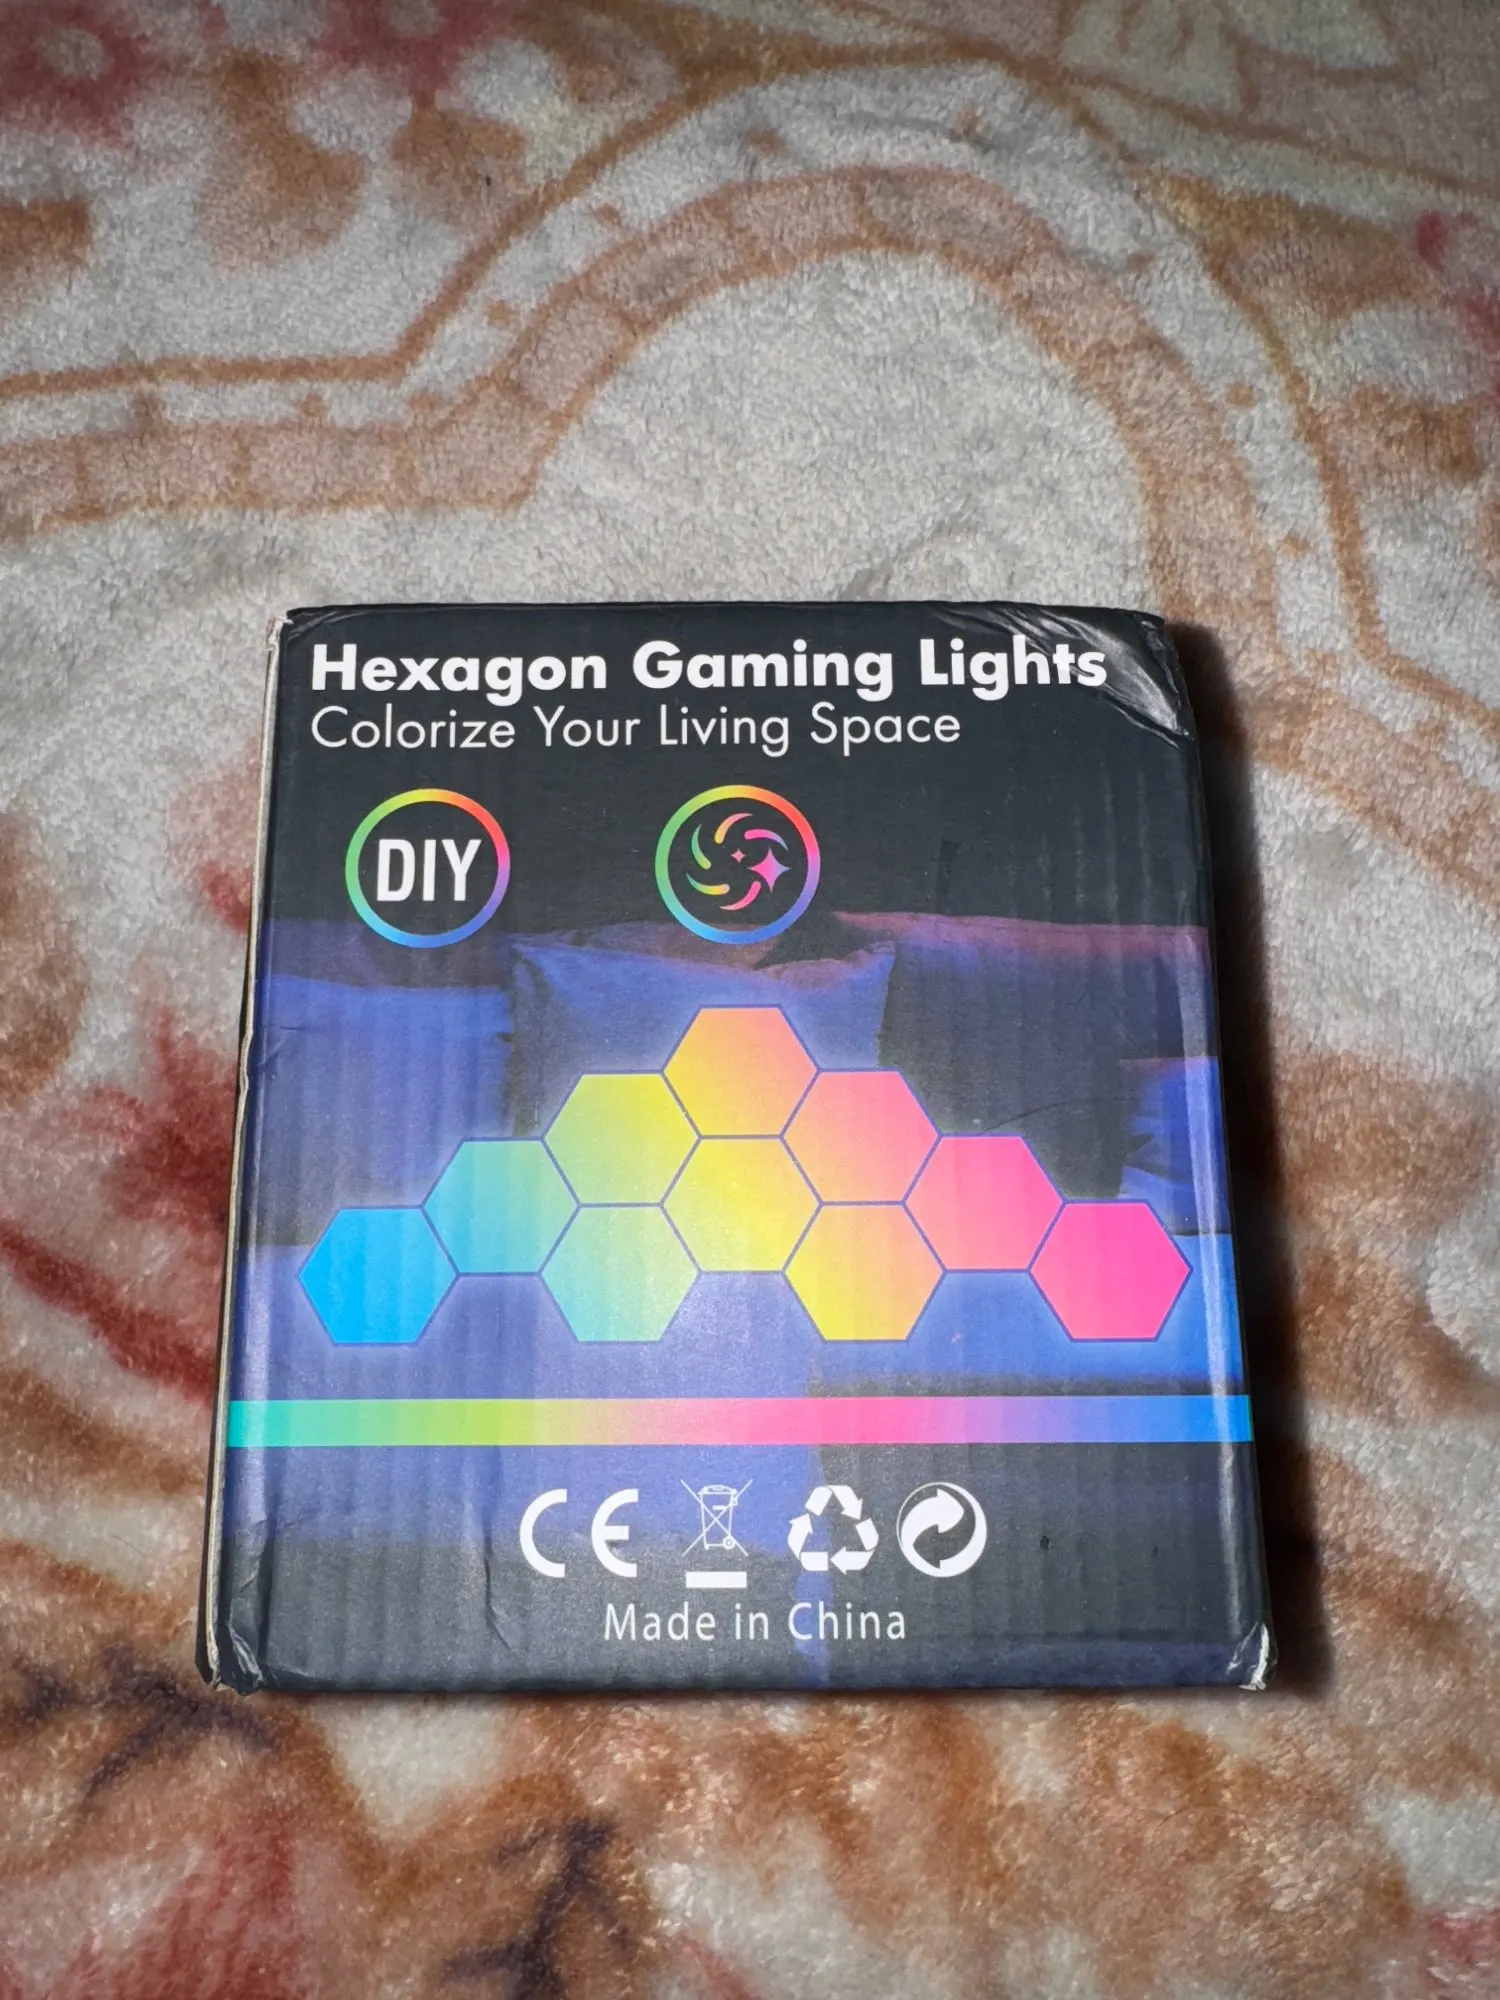 Hexagon Gaming Lights
Colorize Your Living Space
DIY
CE
Made in China